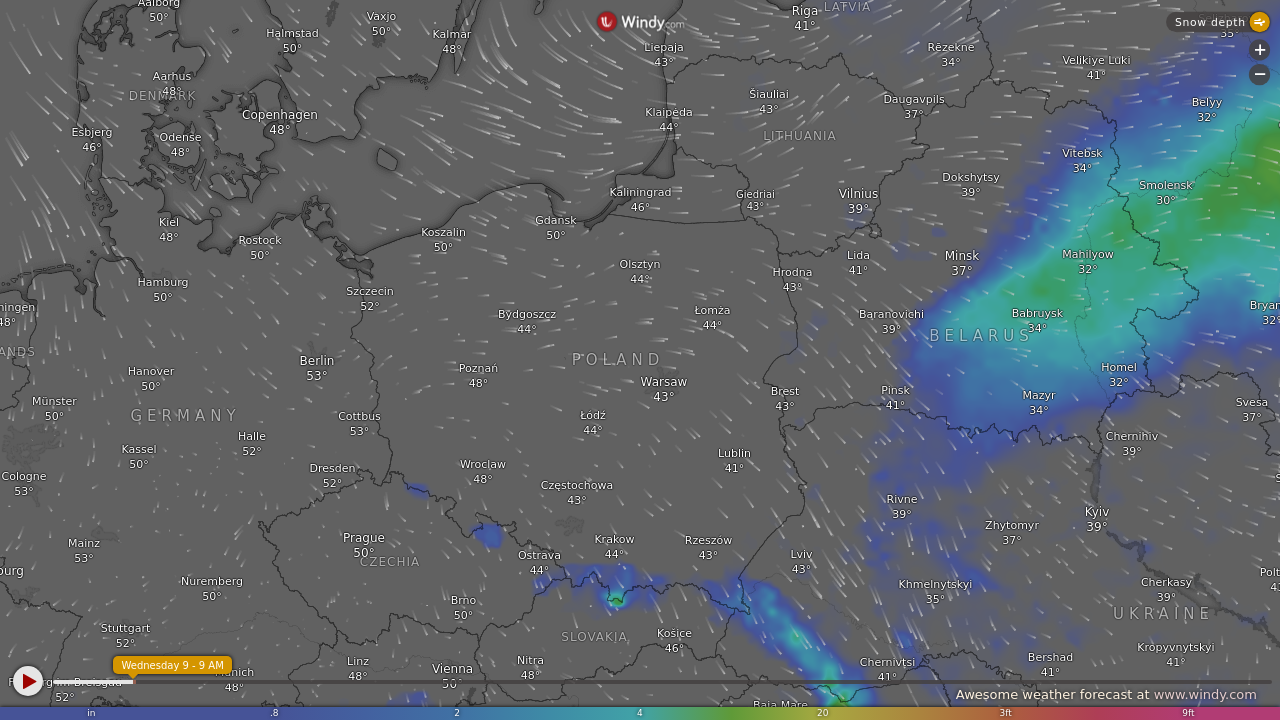 Aalborg
50°
Vaxjo
50°
Halmstad
50°
Kalmar
48°
Windy.com
Riga
41°
LATVIA
Snow depth
35°
Liepaja
43°
Rēzekne
34°
Velikiye Luki
41°
+
−
Aarhus
48°
DENMARK
Šiauliai
43°
Daugavpils
37°
Belyy
32°
Esbjerg
46°
Copenhagen
48°
Klaipėda
44°
LITHUANIA
Odense
48°
Vitebsk
34°
Dokshytsy
39°
Smolensk
30°
Kaliningrad
46°
Giedriai
43°
Vilnius
39°
Kiel
48°
Rostock
50°
Koszalin
50°
Gdansk
50°
Lida
41°
Minsk
37°
Mahilyow
32°
Olsztyn
44°
Hrodna
43°
Hamburg
50°
Szczecin
52°
ningen
48°
Bydgoszcz
44°
Łomża
44°
Baranovichi
39°
Babruysk
34°
Bryan
32°
BELARUS
ANDS
Berlin
53°
POLAND
Hanover
50°
Poznań
48°
Warsaw
43°
Brest
43°
Pinsk
41°
Homel
32°
Mazyr
34°
Münster
50°
GERMANY
Cottbus
53°
Łódź
44°
Svesa
37°
Kassel
50°
Halle
52°
Chernihiv
39°
Lublin
41°
Cologne
53°
Dresden
52°
Wroclaw
48°
Częstochowa
43°
Rivne
39°
Kyiv
39°
Zhytomyr
37°
Mainz
53°
Prague
50°
CZECHIA
Ostrava
44°
Krakow
44°
Rzeszów
43°
Lviv
43°
burg
Nuremberg
50°
Khmelnytskyi
35°
Cherkasy
39°
Polt
Brno
50°
UKRAINE
Stuttgart
52°
SLOVAKIA
Košice
46°
Kropyvnytskyi
41°
Wednesday 9 - 9 AM
Linz
48°
Vienna
50°
Nitra
48°
Chernivtsi
41°
Bershad
41°
52°
48°
Awesome weather forecast at www.windy.com
Baia Mare
in
.8
2
4
20
3ft
9ft